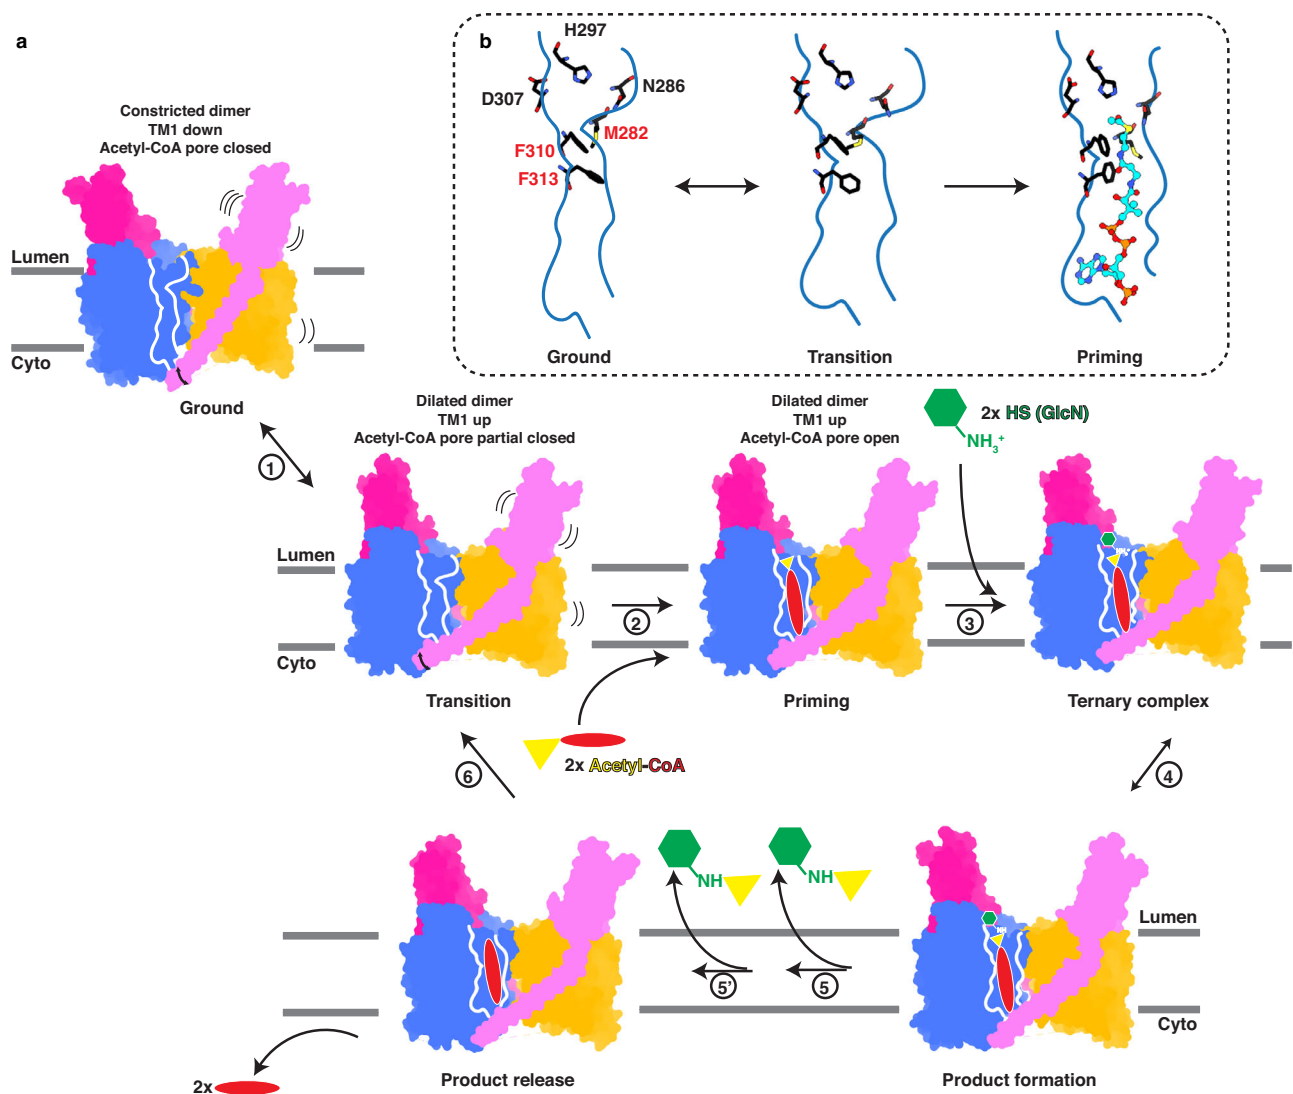 a
b
H297
D307
N286
M282
F310
F313
Ground
Transition
Priming
Constricted dimer
TM1 down
Acetyl-CoA pore closed
Lumen
Cyto
Ground
1
Dilated dimer
TM1 up
Acetyl-CoA pore partial closed
Lumen
Cyto
Transition
2
2x Acetyl-CoA
Dilated dimer
TM1 up
Acetyl-CoA pore open
Priming
2x HS (GlcN)
NH3+
3
NH3+
Ternary complex
4
NH
Lumen
Cyto
Product formation
NH
5
NH
5’
Product release
2x
6